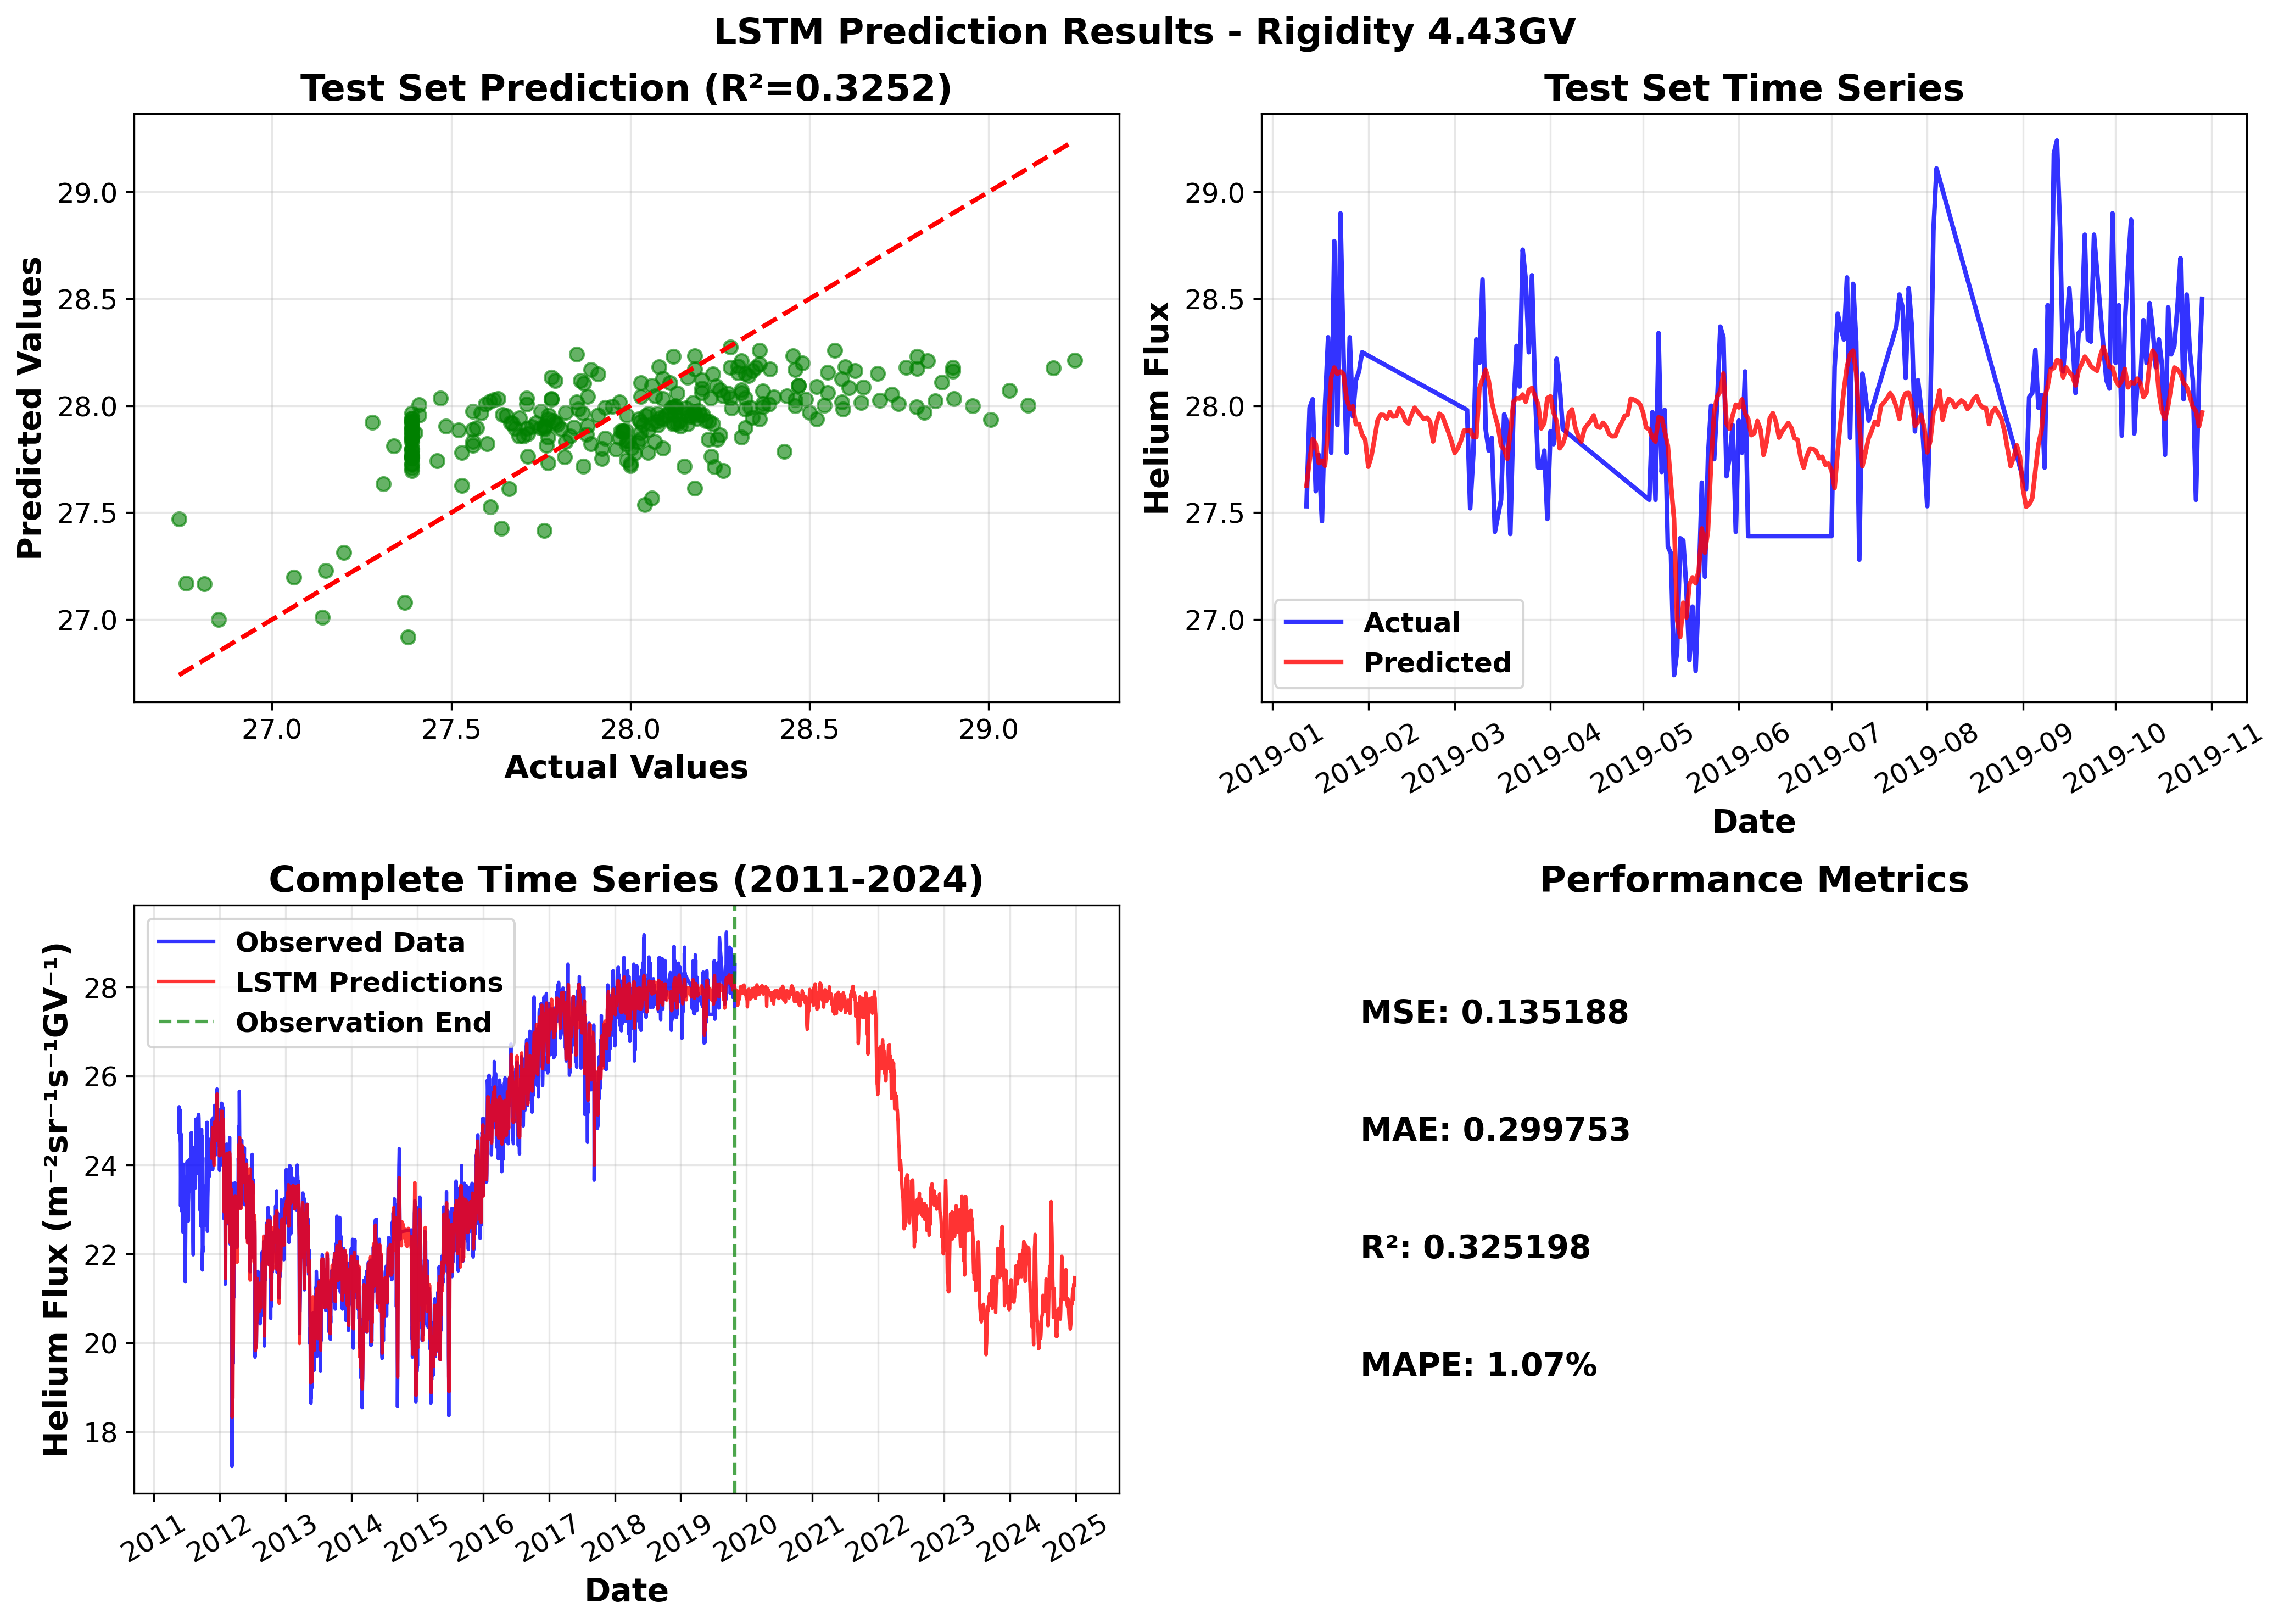 LSTM Prediction Results - Rigidity 4.43GV
Test Set Prediction (R²=0.3252)
Predicted Values
29.0
28.5
28.0
27.5
27.0
27.0 27.5 28.0 28.5 29.0
Actual Values
Test Set Time Series
Helium Flux
29.0
28.5
28.0
27.5
27.0
Actual
Predicted
2019-01 2019-02 2019-03 2019-04 2019-05 2019-06 2019-07 2019-08 2019-09 2019-10 2019-11
Date
Complete Time Series (2011-2024)
Helium Flux (m⁻²sr⁻¹s⁻¹GV⁻¹)
28
26
24
22
20
18
Observed Data
LSTM Predictions
Observation End
2011 2012 2013 2014 2015 2016 2017 2018 2019 2020 2021 2022 2023 2024 2025
Date
Performance Metrics
MSE: 0.135188
MAE: 0.299753
R²: 0.325198
MAPE: 1.07%